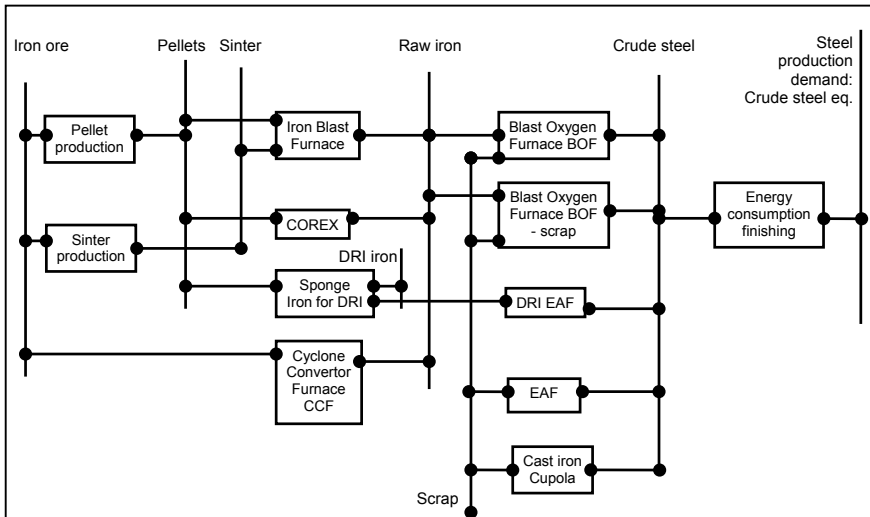 Iron ore
Pellets
Sinter
Raw iron
Crude steel
Steel
production
demand:
Crude steel eq.
Pellet
production
Iron Blast
Furnace
Blast Oxygen
Furnace BOF
Blast Oxygen
Furnace BOF
- scrap
Energy
consumption
finishing
COREX
Sinter
production
DRI iron
Sponge
Iron for DRI
DRI EAF
Cyclone
Convertor
Furnace
CCF
EAF
Cast iron
Cupola
Scrap